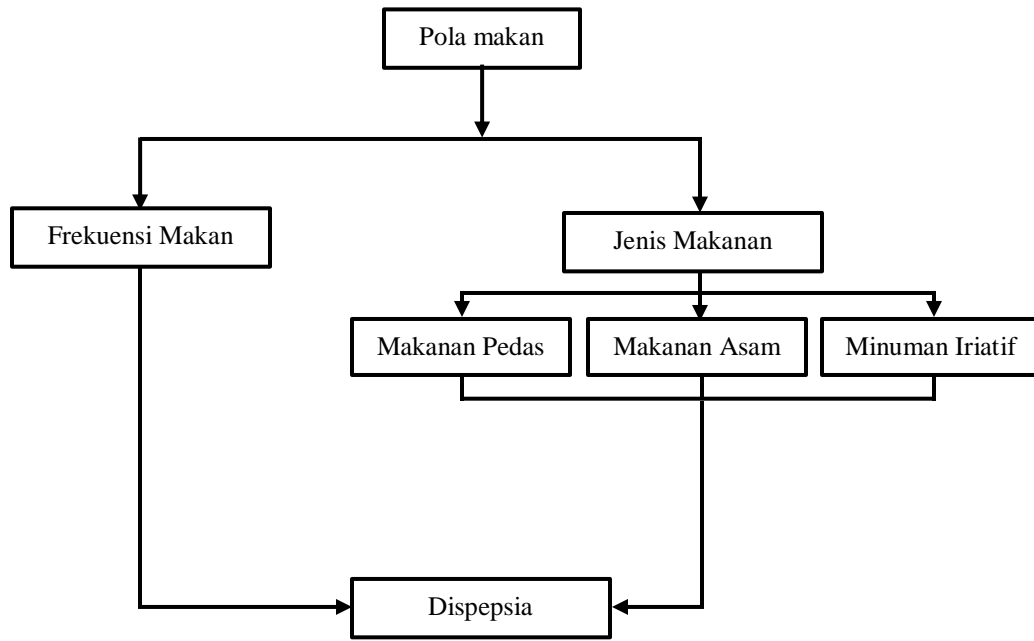 Pola makan
Frekuensi Makan
Jenis Makanan
Makanan Pedas
Makanan Asam
Minuman Iriatif
Dispepsia